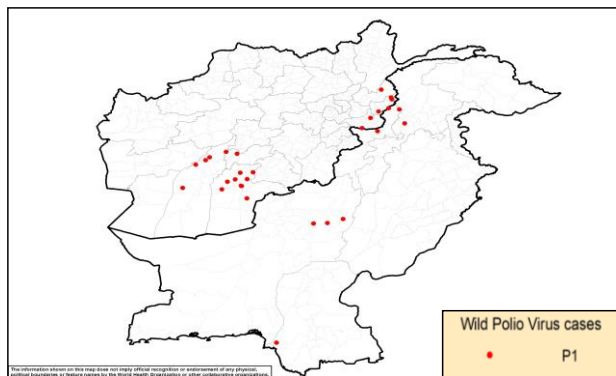 Wild Polio Virus cases
P1
The information shown on this map does not imply official recognition or endorsement of any physical,
political boundaries or feature names by the World Health Organization or other collaborative organizations.